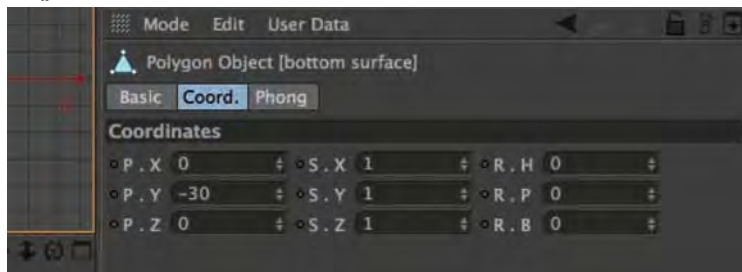 Mode Edit User Data
Polygon Object [bottom surface]
Basic Coord. Phong
Coordinates
P . X 0 S . X 1 R . H 0
P . Y -30 S . Y 1 R . P 0
P . Z 0 S . Z 1 R . B 0